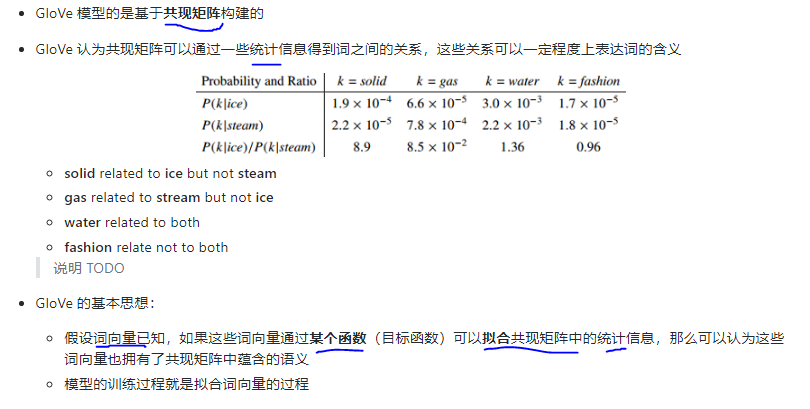 GloVe 模型的是基于共现矩阵构建的
GloVe 认为共现矩阵可以通过一些统计信息得到词之间的关系，这些关系可以一定程度上表达词的含义
Probability and Ratio k = solid k = gas k = water k = fashion
P(k|ice) 1.9 × 10⁻⁴ 6.6 × 10⁻⁵ 3.0 × 10⁻³ 1.7 × 10⁻⁵
P(k|steam) 2.2 × 10⁻⁵ 7.8 × 10⁻⁴ 2.2 × 10⁻³ 1.8 × 10⁻⁵
P(k|ice)/P(k|steam) 8.9 8.5 × 10⁻² 1.36 0.96
solid related to ice but not steam
gas related to stream but not ice
water related to both
fashion relate not to both
说明 TODO
GloVe 的基本思想：
假设词向量已知，如果这些词向量通过某个函数（目标函数）可以拟合共现矩阵中的统计信息，那么可以认为这些
词向量也拥有了共现矩阵中蕴含的语义
模型的训练过程就是拟合词向量的过程